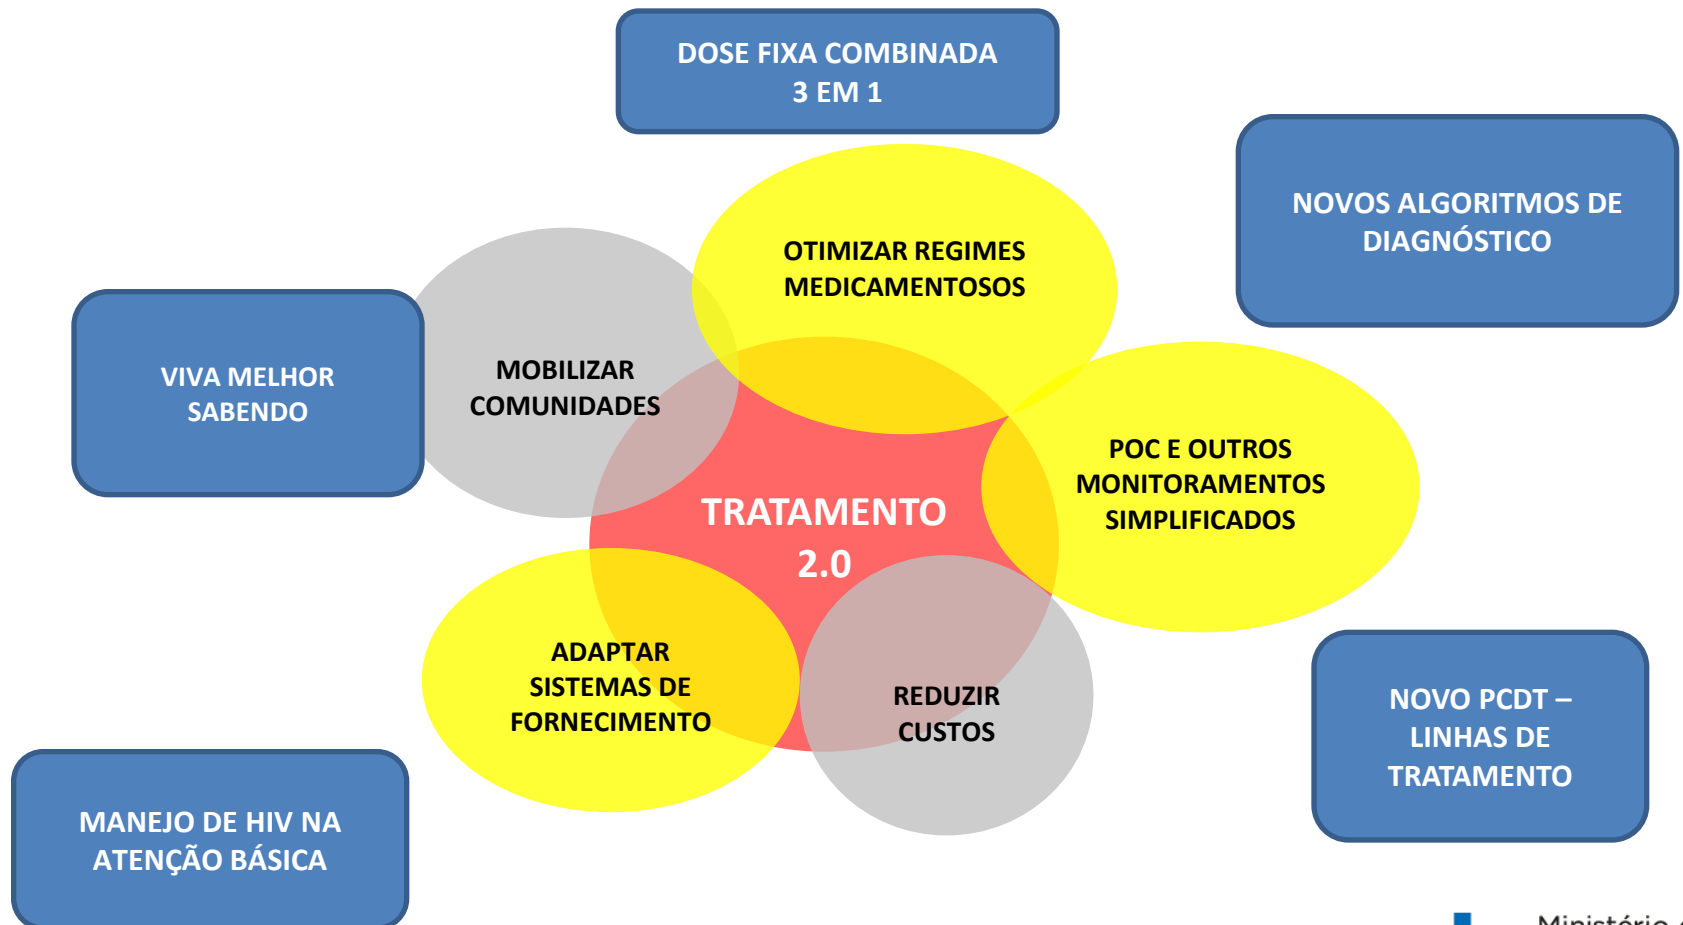 DOSE FIXA COMBINADA
3 EM 1
NOVOS ALGORITMOS DE
DIAGNÓSTICO
OTIMIZAR REGIMES
MEDICAMENTOSOS
VIVA MELHOR
SABENDO
MOBILIZAR
COMUNIDADES
POC E OUTROS
MONITORAMENTOS
SIMPLIFICADOS
TRATAMENTO
2.0
ADAPTAR
SISTEMAS DE
FORNECIMENTO
REDUZIR
CUSTOS
NOVO PCDT –
LINHAS DE
TRATAMENTO
MANEJO DE HIV NA
ATENÇÃO BÁSICA
Ministério